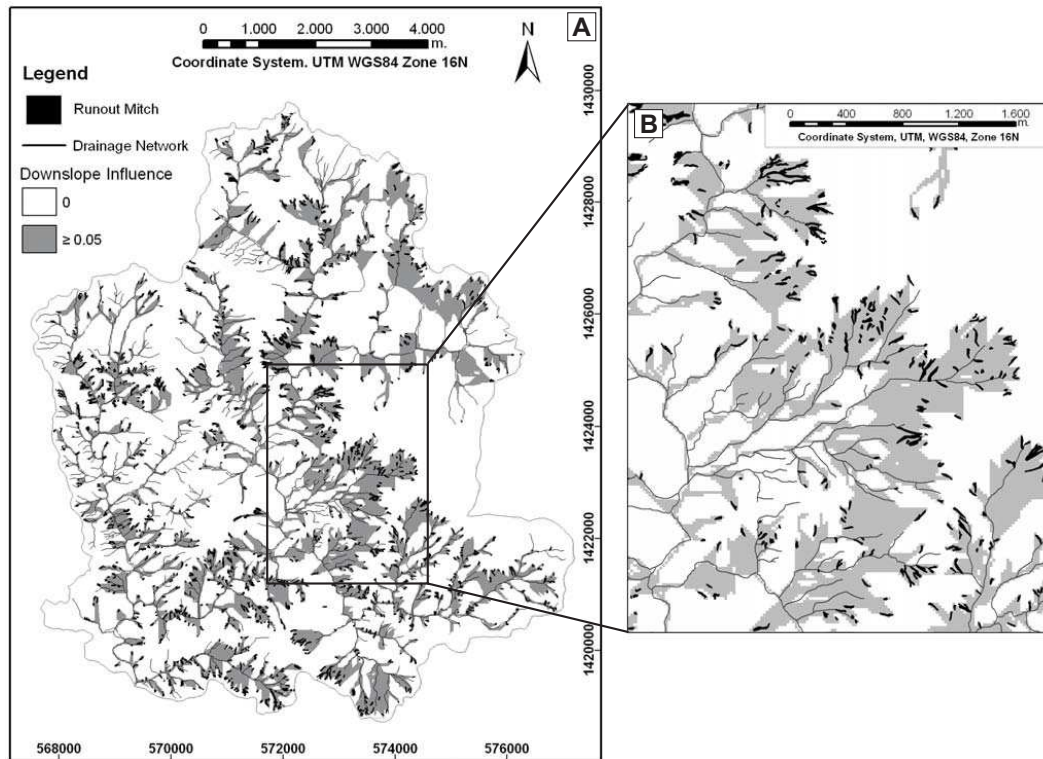 A
N
0 1.000 2.000 3.000 4.000
m.
Coordinate System. UTM WGS84 Zone 16N
Legend
Runout Mitch
Drainage Network
Downslope Influence
0
≥ 0.05
1430000
1428000
1426000
1424000
1422000
1420000
568000 570000 572000 574000 576000
B
0 400 800 1.200 1.600
m.
Coordinate System, UTM, WGS84, Zone 16N